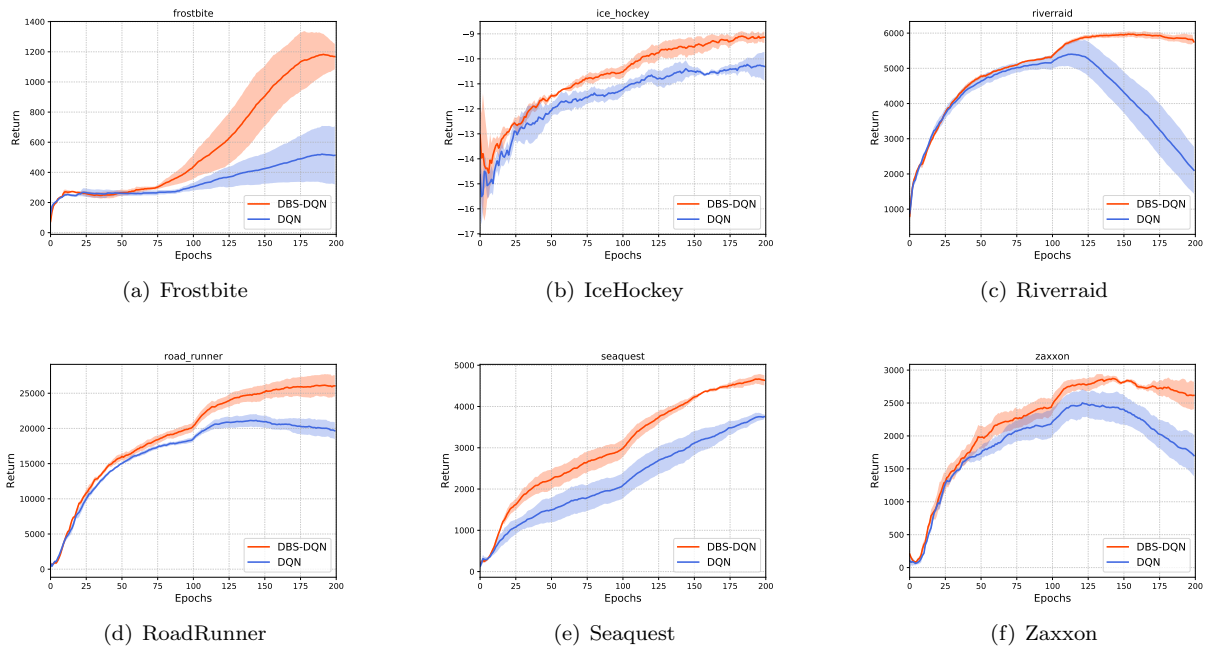 frostbite
1400
1200
1000
800
600
400
200
0
Return
0 25 50 75 100 125 150 175 200
Epochs
DBS-DQN
DQN
(a) Frostbite
ice_hockey
−9
−10
−11
−12
−13
−14
−15
−16
−17
Return
0 25 50 75 100 125 150 175 200
Epochs
DBS-DQN
DQN
(b) IceHockey
riverraid
6000
5000
4000
3000
2000
1000
Return
0 25 50 75 100 125 150 175 200
Epochs
DBS-DQN
DQN
(c) Riverraid
road_runner
25000
20000
15000
10000
5000
0
Return
0 25 50 75 100 125 150 175 200
Epochs
DBS-DQN
DQN
(d) RoadRunner
seaquest
5000
4000
3000
2000
1000
0
Return
0 25 50 75 100 125 150 175 200
Epochs
DBS-DQN
DQN
(e) Seaquest
zaxxon
3000
2500
2000
1500
1000
500
0
Return
0 25 50 75 100 125 150 175 200
Epochs
DBS-DQN
DQN
(f) Zaxxon